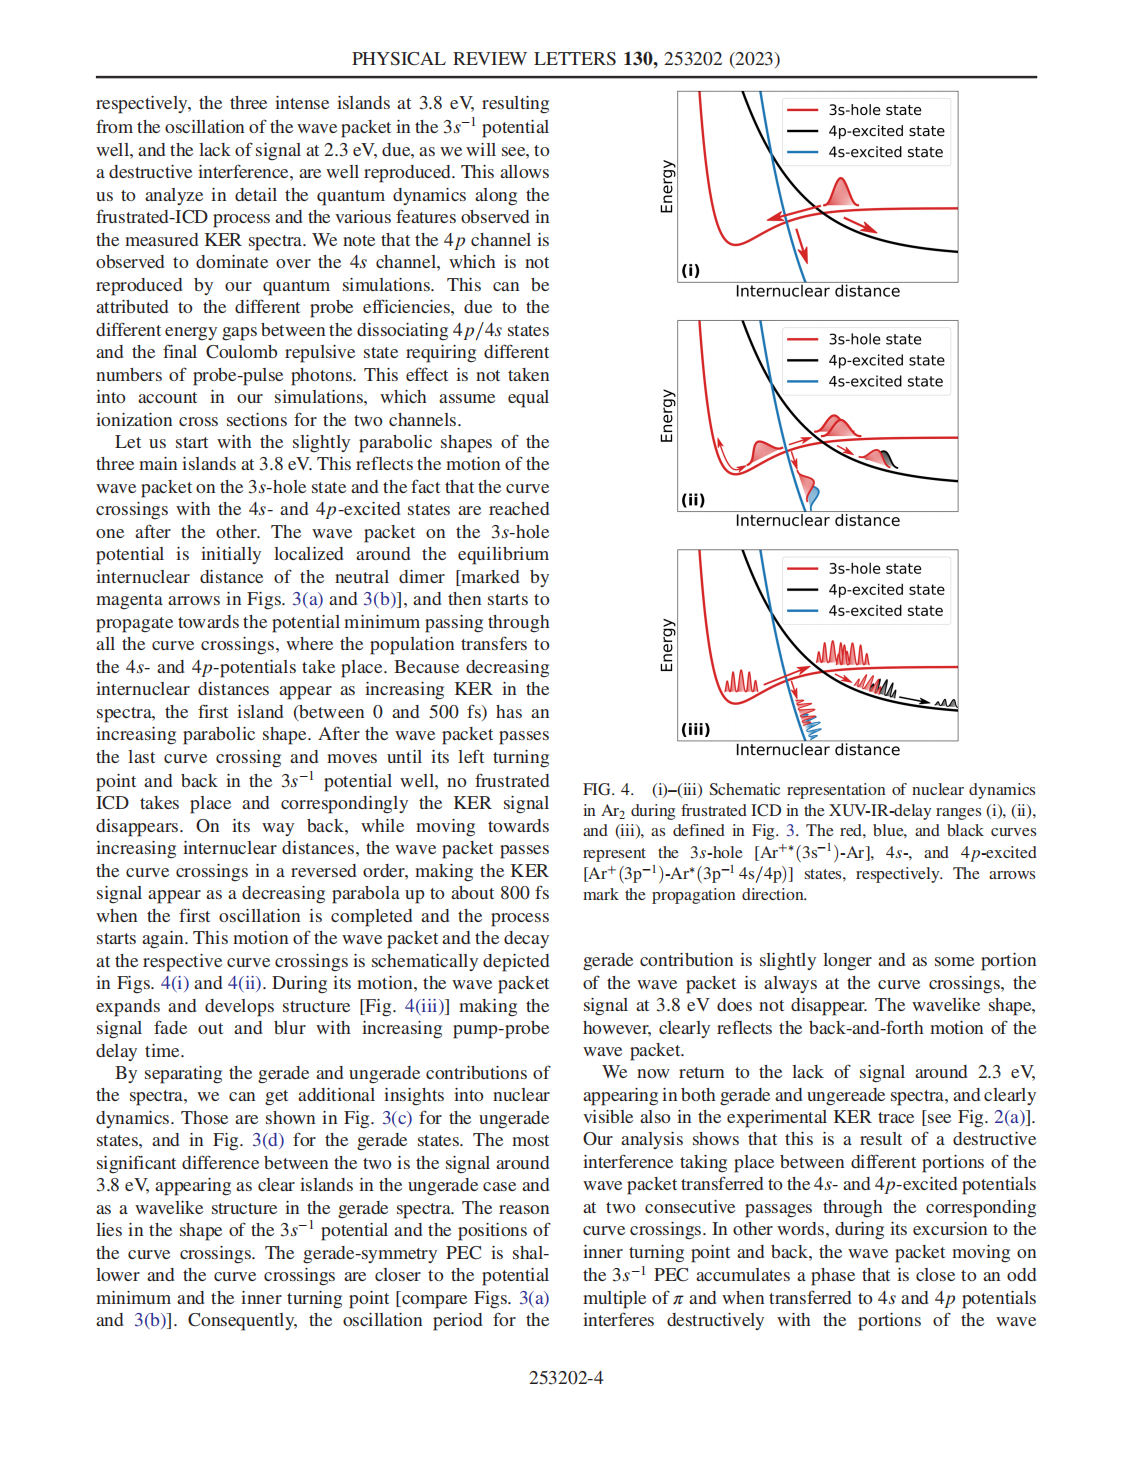 PHYSICAL REVIEW LETTERS 130, 253202 (2023)
respectively, the three intense islands at 3.8 eV, resulting
from the oscillation of the wave packet in the 3s⁻¹ potential
well, and the lack of signal at 2.3 eV, due, as we will see, to
a destructive interference, are well reproduced. This allows
us to analyze in detail the quantum dynamics along the
frustrated-ICD process and the various features observed in
the measured KER spectra. We note that the 4p channel is
observed to dominate over the 4s channel, which is not
reproduced by our quantum simulations. This can be
attributed to the different probe efficiencies, due to the
different energy gaps between the dissociating 4p/4s states
and the final Coulomb repulsive state requiring different
numbers of probe-pulse photons. This effect is not taken
into account in our simulations, which assume equal
ionization cross sections for the two channels.
Let us start with the slightly parabolic shapes of the
three main islands at 3.8 eV. This reflects the motion of the
wave packet on the 3s-hole state and the fact that the curve
crossings with the 4s- and 4p-excited states are reached
one after the other. The wave packet on the 3s-hole
potential is initially localized around the equilibrium
internuclear distance of the neutral dimer [marked by
magenta arrows in Figs. 3(a) and 3(b)], and then starts to
propagate towards the potential minimum passing through
all the curve crossings, where the population transfers to
the 4s- and 4p-potentials take place. Because decreasing
internuclear distances appear as increasing KER in the
spectra, the first island (between 0 and 500 fs) has an
increasing parabolic shape. After the wave packet passes
the last curve crossing and moves until its left turning
point and back in the 3s⁻¹ potential well, no frustrated
ICD takes place and correspondingly the KER signal
disappears. On its way back, while moving towards
increasing internuclear distances, the wave packet passes
the curve crossings in a reversed order, making the KER
signal appear as a decreasing parabola up to about 800 fs
when the first oscillation is completed and the process
starts again. This motion of the wave packet and the decay
at the respective curve crossings is schematically depicted
in Figs. 4(i) and 4(ii). During its motion, the wave packet
expands and develops structure [Fig. 4(iii)] making the
signal fade out and blur with increasing pump-probe
delay time.
By separating the gerade and ungerade contributions of
the spectra, we can get additional insights into nuclear
dynamics. Those are shown in Fig. 3(c) for the ungerade
states, and in Fig. 3(d) for the gerade states. The most
significant difference between the two is the signal around
3.8 eV, appearing as clear islands in the ungerade case and
as a wavelike structure in the gerade spectra. The reason
lies in the shape of the 3s⁻¹ potential and the positions of
the curve crossings. The gerade-symmetry PEC is shal-
lower and the curve crossings are closer to the potential
minimum and the inner turning point [compare Figs. 3(a)
and 3(b)]. Consequently, the oscillation period for the
3s-hole state
4p-excited state
4s-excited state
Energy
(i)
Internuclear distance
3s-hole state
4p-excited state
4s-excited state
Energy
(ii)
Internuclear distance
3s-hole state
4p-excited state
4s-excited state
Energy
(iii)
Internuclear distance
FIG. 4. (i)–(iii) Schematic representation of nuclear dynamics
in Ar₂ during frustrated ICD in the XUV-IR-delay ranges (i), (ii),
and (iii), as defined in Fig. 3. The red, blue, and black curves
represent the 3s-hole [Ar⁺*(3s⁻¹)-Ar], 4s-, and 4p-excited
[Ar⁺(3p⁻¹)-Ar*(3p⁻¹ 4s/4p)] states, respectively. The arrows
mark the propagation direction.
gerade contribution is slightly longer and as some portion
of the wave packet is always at the curve crossings, the
signal at 3.8 eV does not disappear. The wavelike shape,
however, clearly reflects the back-and-forth motion of the
wave packet.
We now return to the lack of signal around 2.3 eV,
appearing in both gerade and ungereade spectra, and clearly
visible also in the experimental KER trace [see Fig. 2(a)].
Our analysis shows that this is a result of a destructive
interference taking place between different portions of the
wave packet transferred to the 4s- and 4p-excited potentials
at two consecutive passages through the corresponding
curve crossings. In other words, during its excursion to the
inner turning point and back, the wave packet moving on
the 3s⁻¹ PEC accumulates a phase that is close to an odd
multiple of π and when transferred to 4s and 4p potentials
interferes destructively with the portions of the wave
253202-4